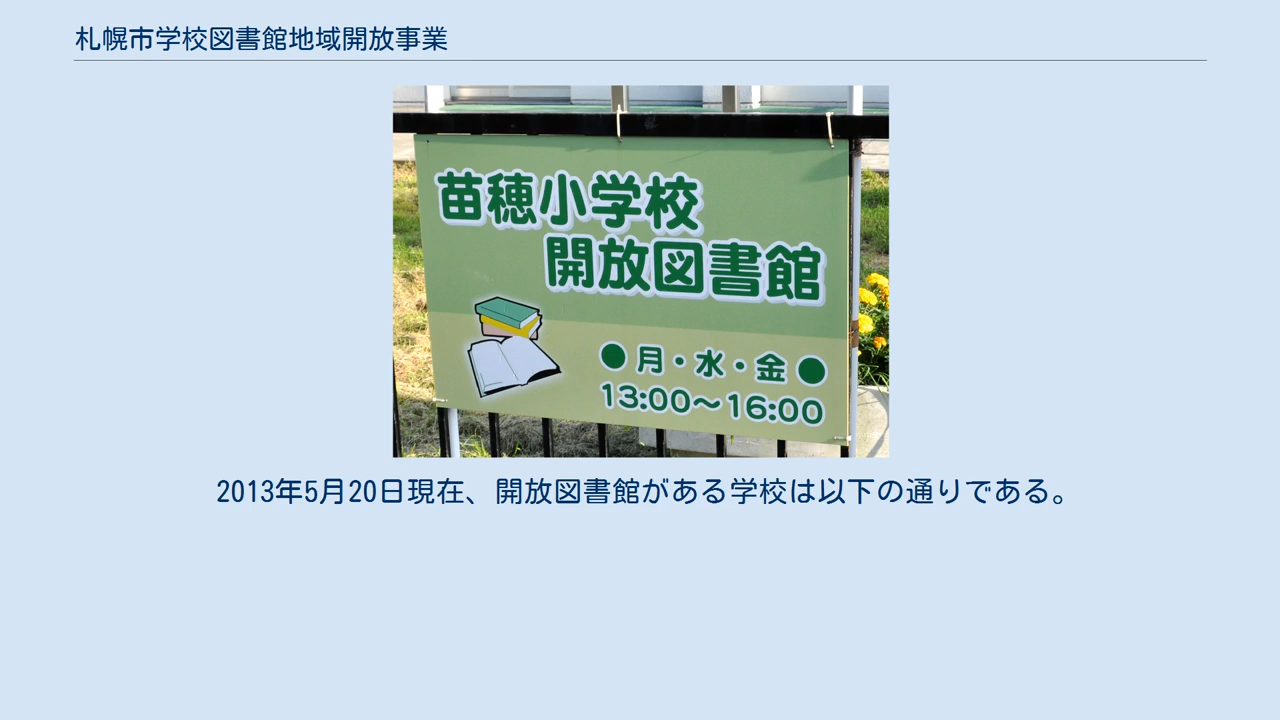 札幌市学校図書館地域開放事業
苗穂小学校
開放図書館
●月・水・金●
13:00～16:00
2013年5月20日現在、開放図書館がある学校は以下の通りである。